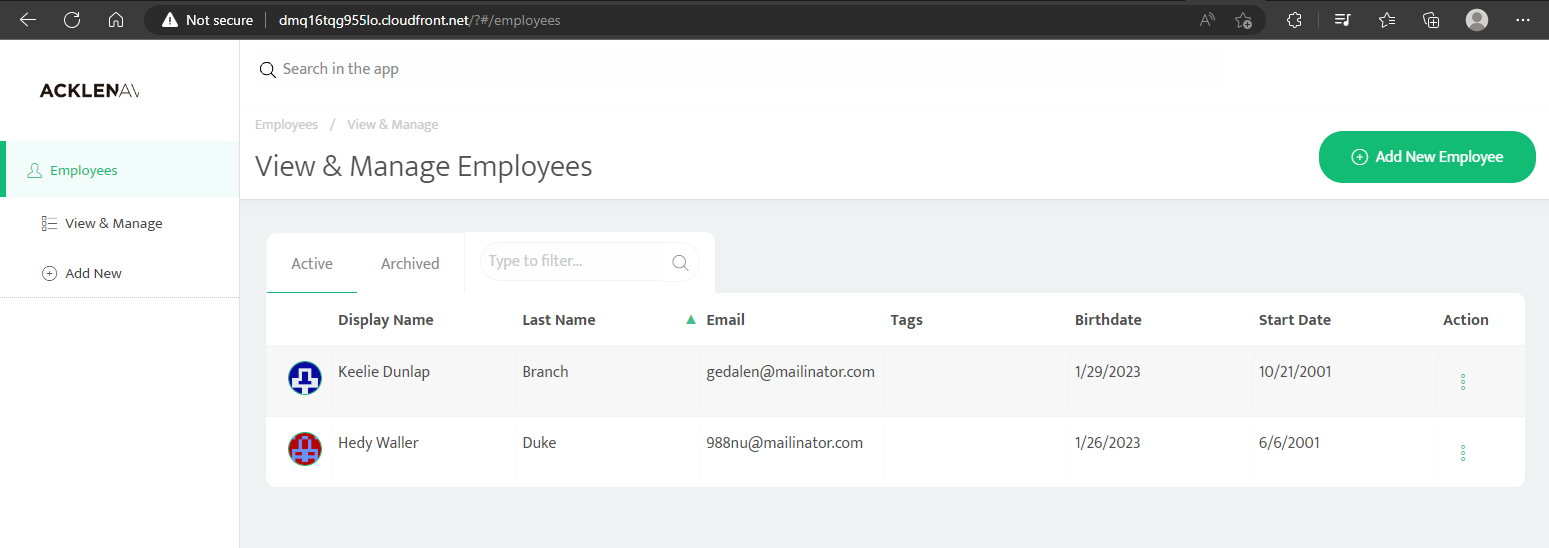 Not secure dmq16tqg955lo.cloudfront.net/?#/employees
ACKLENAV
Search in the app
Employees / View & Manage
View & Manage Employees
Add New Employee
Employees
View & Manage
Add New
Active Archived Type to filter...
Display Name Last Name Email Tags Birthdate Start Date Action
Keelie Dunlap Branch gedalen@mailinator.com 1/29/2023 10/21/2001
Hedy Waller Duke 988nu@mailinator.com 1/26/2023 6/6/2001